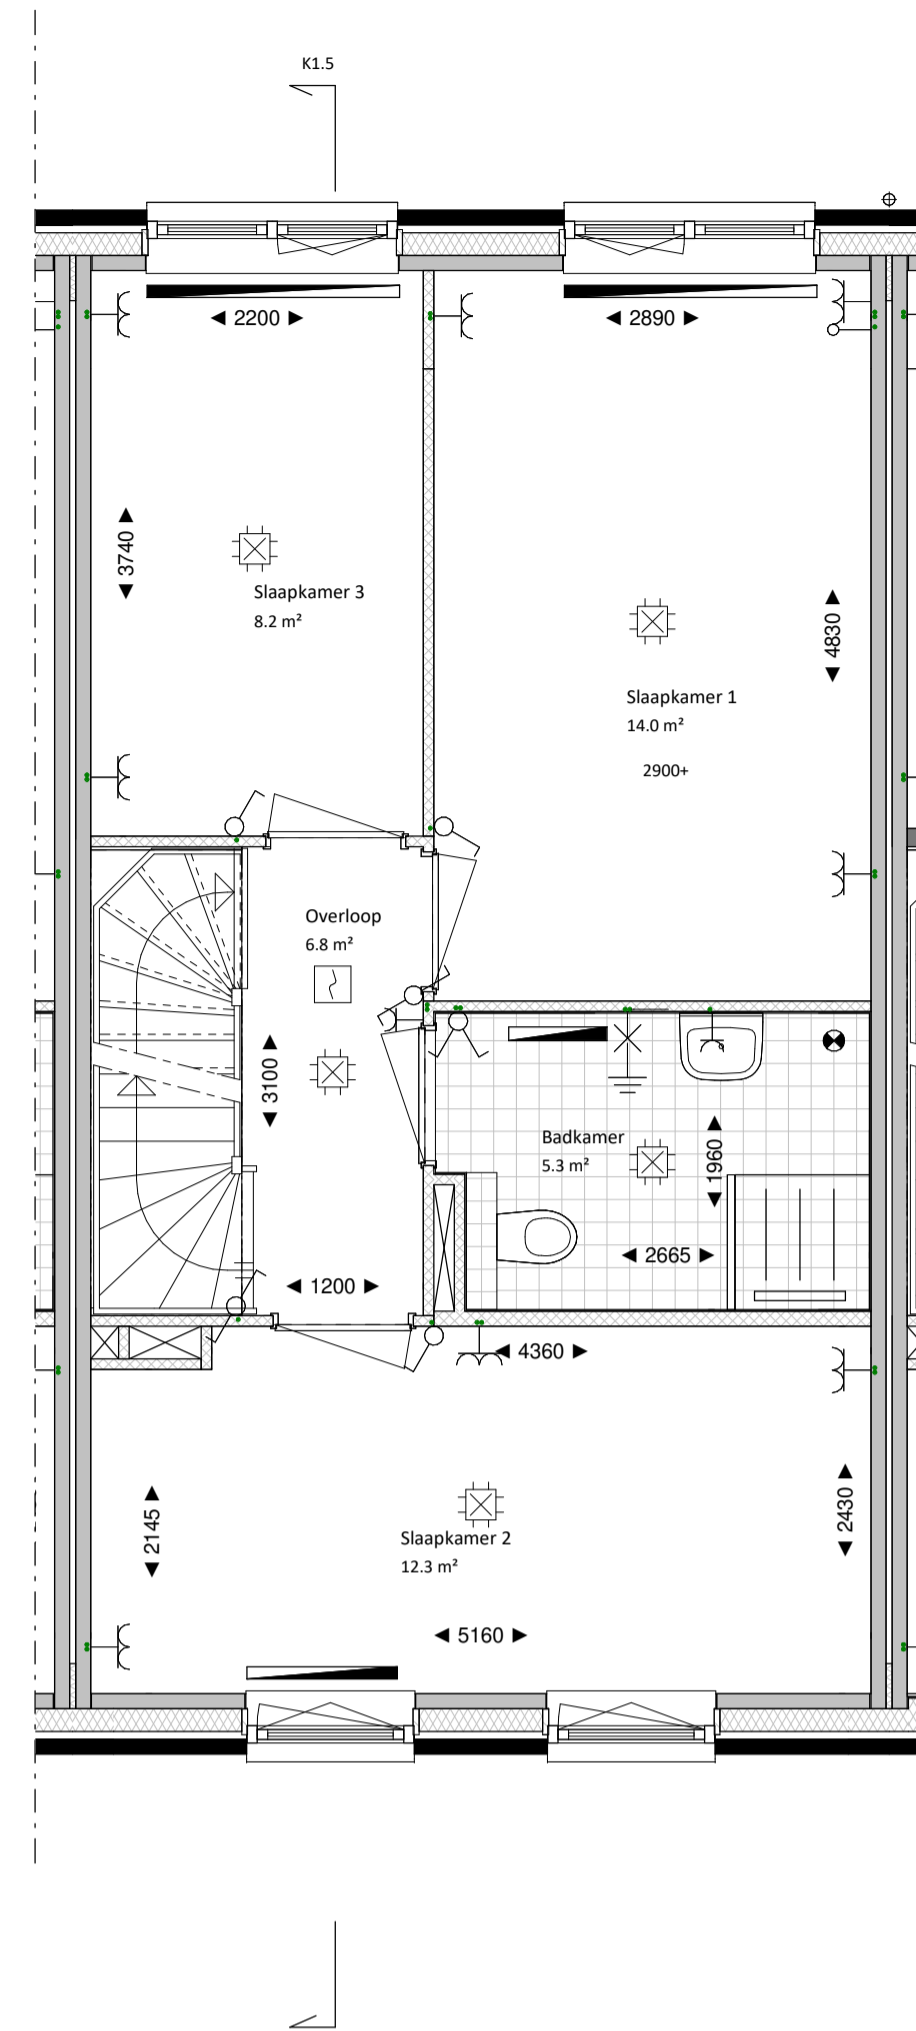 K1.5
◄ 2200 ►
◄ 2890 ►
◄ 3740 ►
Slaapkamer 3
8.2 m²
◄ 4830 ►
Slaapkamer 1
14.0 m²
2900+
Overloop
6.8 m²
◄ 3100 ►
Badkamer
5.3 m²
◄ 1960 ►
◄ 2665 ►
◄ 1200 ►
◄ 4360 ►
◄ 2145 ►
◄ 2430 ►
Slaapkamer 2
12.3 m²
◄ 5160 ►